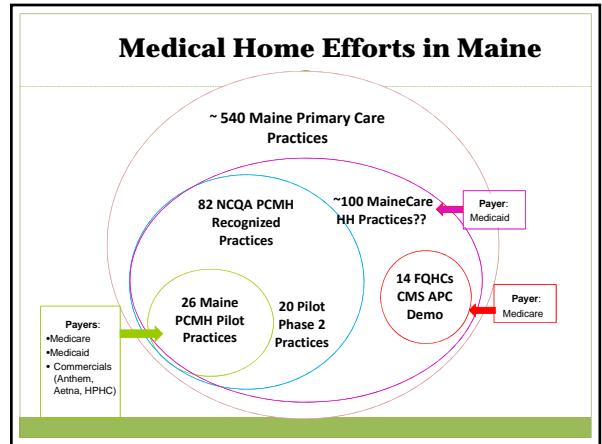 Medical Home Efforts in Maine
~ 540 Maine Primary Care
Practices
82 NCQA PCMH
Recognized
Practices
~100 MaineCare
HH Practices??
Payer:
Medicaid
14 FQHCs
CMS APC
Demo
Payer:
Medicare
26 Maine
PCMH Pilot
Practices
20 Pilot
Phase 2
Practices
Payers:
•Medicare
•Medicaid
• Commercials
(Anthem,
Aetna, HPHC)